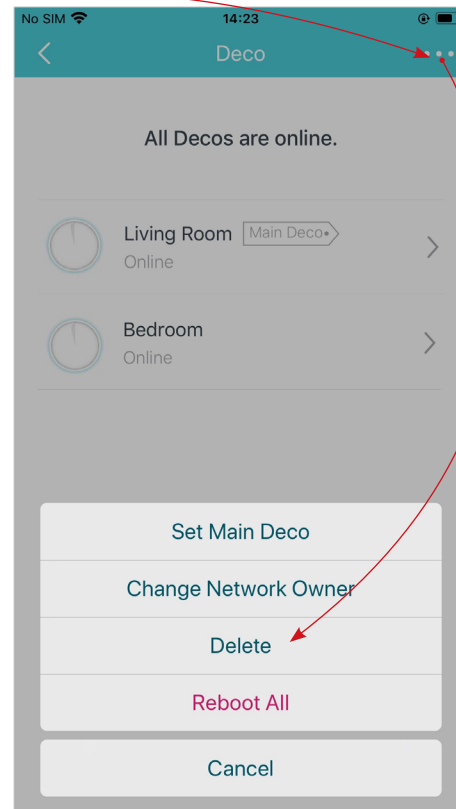 No SIM 14:23
Deco
All Decos are online.
Living Room Main Deco
Online
Bedroom
Online
Set Main Deco
Change Network Owner
Delete
Reboot All
Cancel